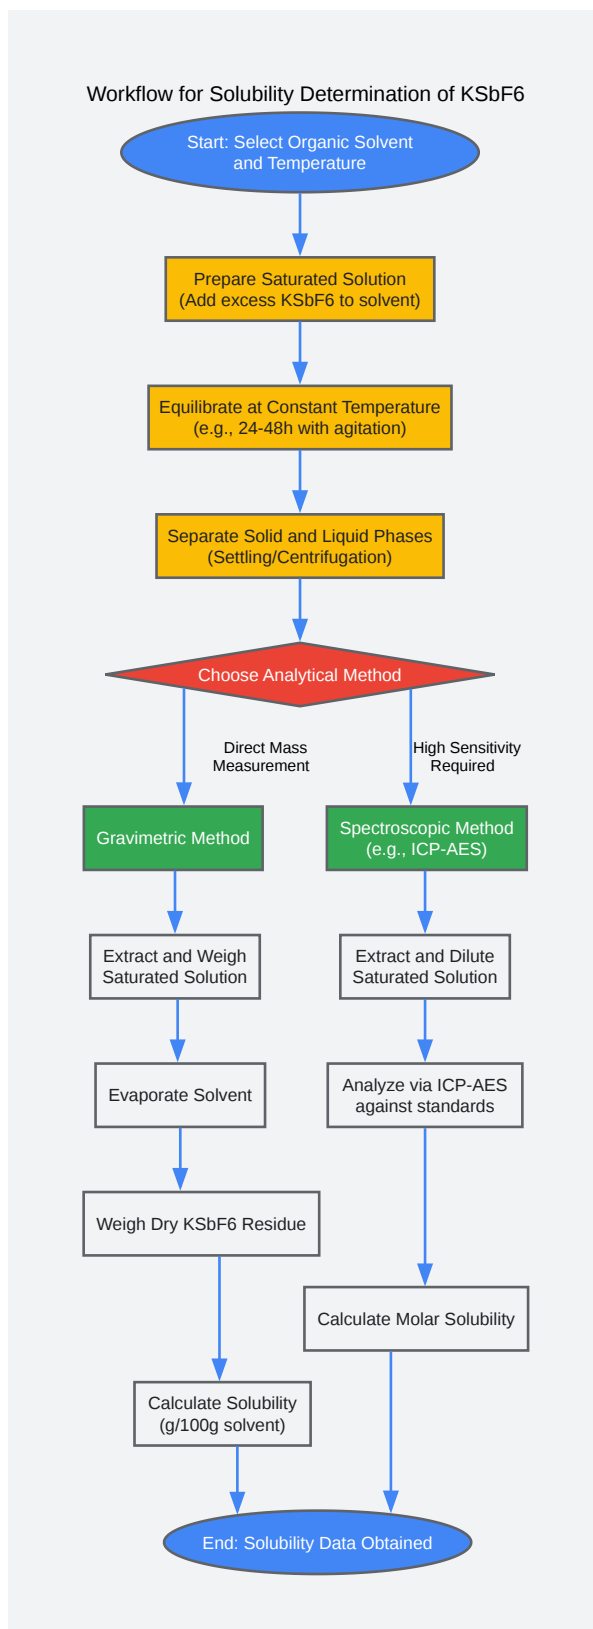 Workflow for Solubility Determination of KSbF6
Start: Select Organic Solvent
and Temperature
Prepare Saturated Solution
(Add excess KSbF6 to solvent)
Equilibrate at Constant Temperature
(e.g., 24-48h with agitation)
Separate Solid and Liquid Phases
(Settling/Centrifugation)
Choose Analytical Method
Direct Mass
Measurement
High Sensitivity
Required
Gravimetric Method
Spectroscopic Method
(e.g., ICP-AES)
Extract and Weigh
Saturated Solution
Extract and Dilute
Saturated Solution
Evaporate Solvent
Analyze via ICP-AES
against standards
Weigh Dry KSbF6 Residue
Calculate Molar Solubility
Calculate Solubility
(g/100g solvent)
End: Solubility Data Obtained